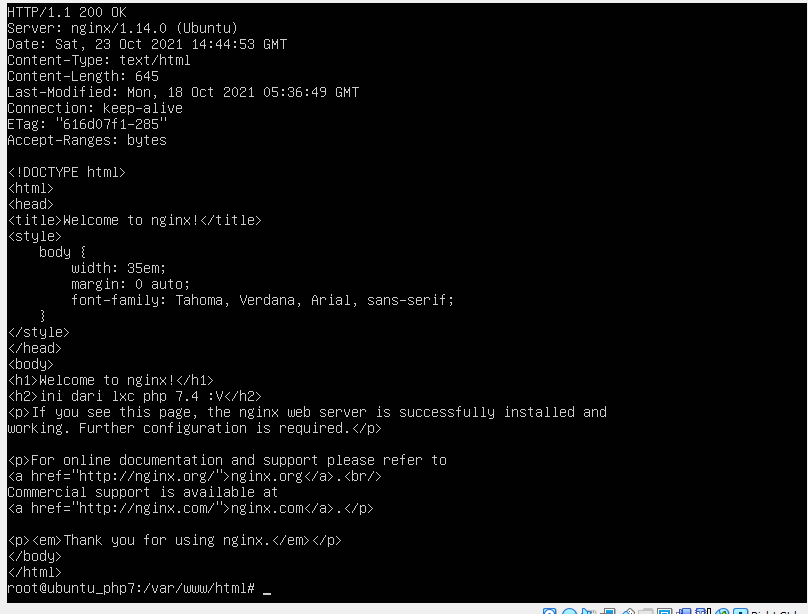 HTTP/1.1 200 OK
Server: nginx/1.14.0 (Ubuntu)
Date: Sat, 23 Oct 2021 14:44:53 GMT
Content-Type: text/html
Content-Length: 645
Last-Modified: Mon, 18 Oct 2021 05:36:49 GMT
Connection: keep-alive
ETag: "616d07f1-285"
Accept-Ranges: bytes

<!DOCTYPE html>
<html>
<head>
<title>Welcome to nginx!</title>
<style>
    body {
        width: 35em;
        margin: 0 auto;
        font-family: Tahoma, Verdana, Arial, sans-serif;
    }
</style>
</head>
<body>
<h1>Welcome to nginx!</h1>
<h2>ini dari lxc php 7.4 :V</h2>
<p>If you see this page, the nginx web server is successfully installed and
working. Further configuration is required.</p>

<p>For online documentation and support please refer to
<a href="http://nginx.org/">nginx.org</a>.<br/>
Commercial support is available at
<a href="http://nginx.com/">nginx.com</a>.</p>

<p><em>Thank you for using nginx.</em></p>
</body>
</html>
root@ubuntu_php7:/var/www/html# _